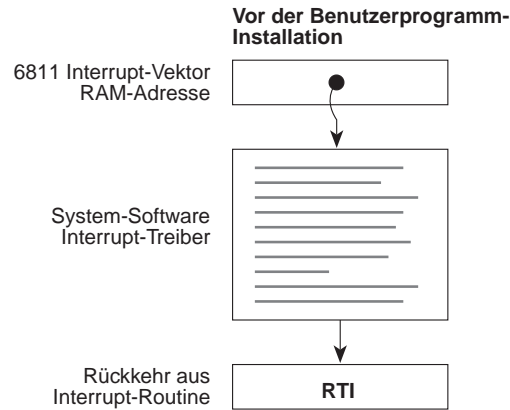 Vor der Benutzerprogramm-
Installation
6811 Interrupt-Vektor
RAM-Adresse
System-Software
Interrupt-Treiber
Rückkehr aus
Interrupt-Routine
RTI